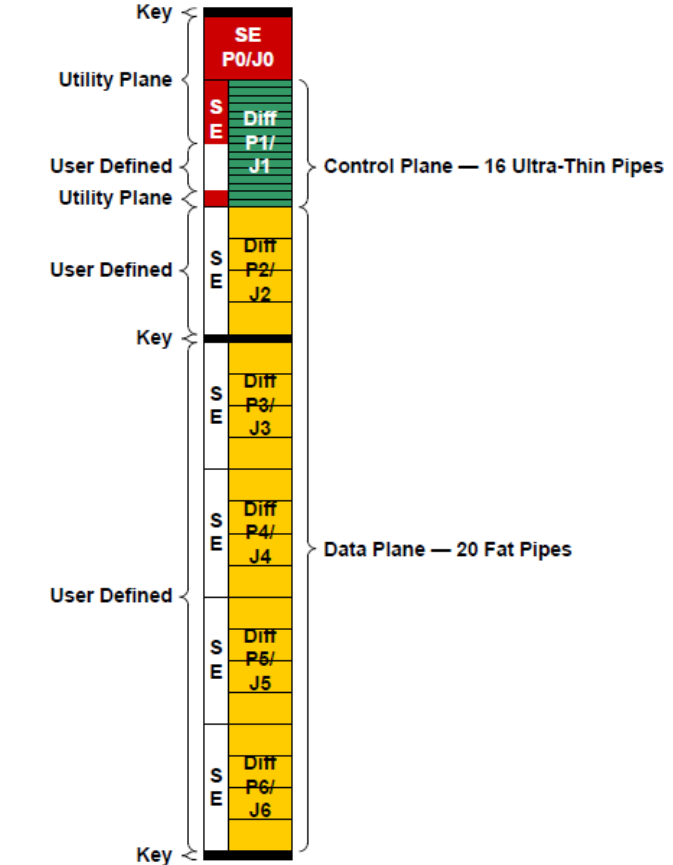 Key
SE
P0/J0
Utility Plane
S
E
Diff
P1/
J1
User Defined
Control Plane — 16 Ultra-Thin Pipes
Utility Plane
User Defined
S
E
Diff
P2/
J2
Key
S
E
Diff
P3/
J3
S
E
Diff
P4/
J4
Data Plane — 20 Fat Pipes
User Defined
S
E
Diff
P5/
J5
S
E
Diff
P6/
J6
Key